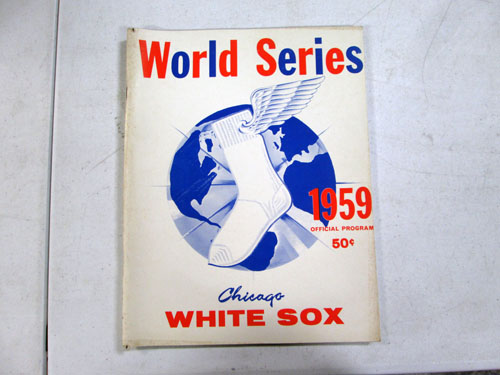 World Series
1959
OFFICIAL PROGRAM
50¢
Chicago
WHITE SOX